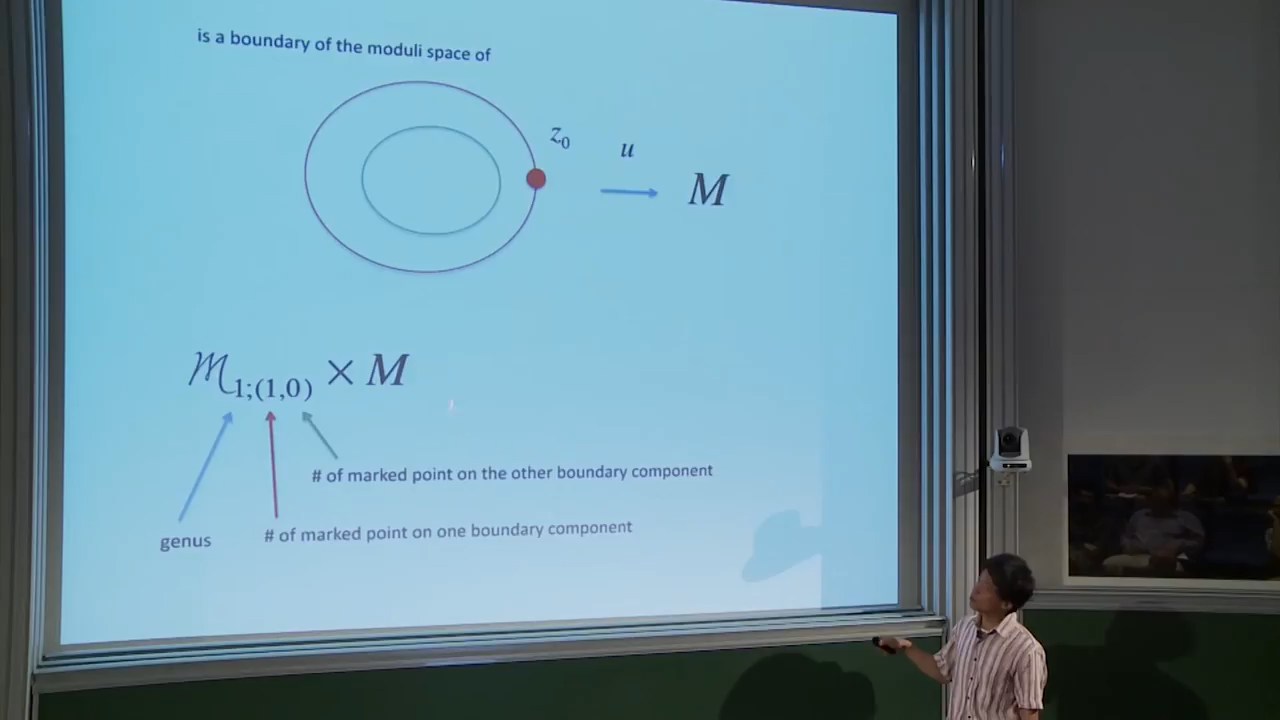 is a boundary of the moduli space of
z₀
u
M
ℳ₁;(₁,₀) × M
# of marked point on the other boundary component
# of marked point on one boundary component
genus